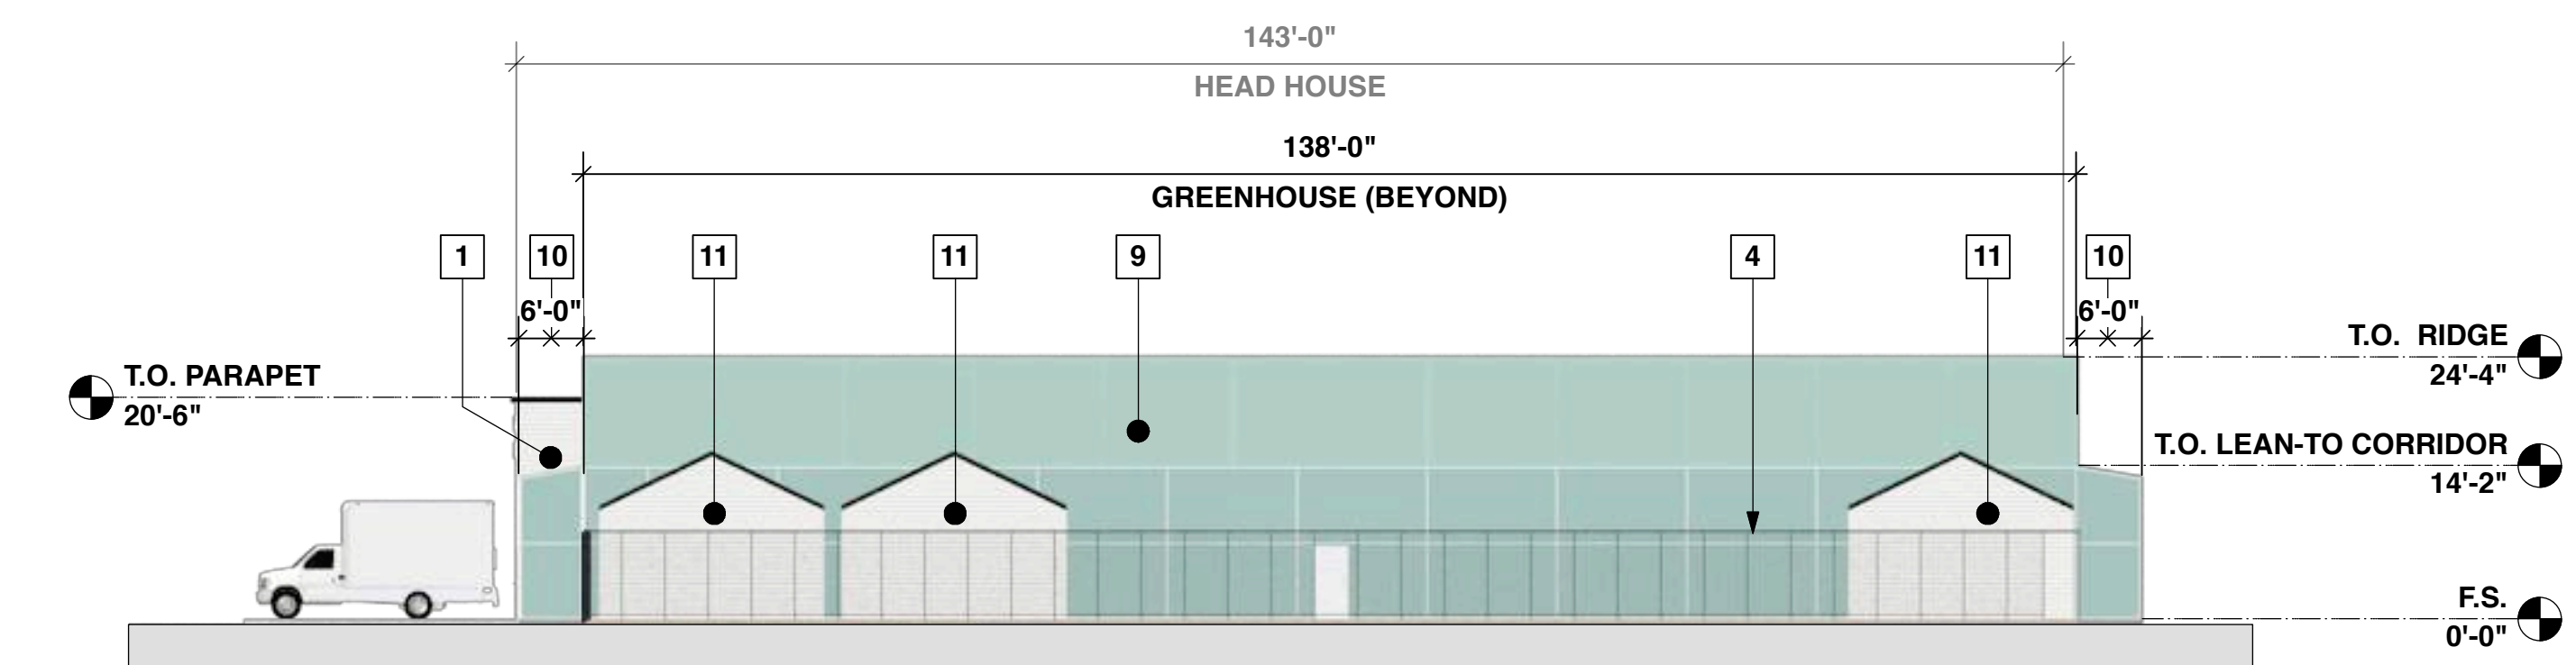 143'-0"
HEAD HOUSE
138'-0"
GREENHOUSE (BEYOND)
1 10 11 11 9 4 11 10
6'-0" 6'-0"
T.O. RIDGE
24'-4"
T.O. PARAPET
20'-6"
T.O. LEAN-TO CORRIDOR
14'-2"
F.S.
0'-0"